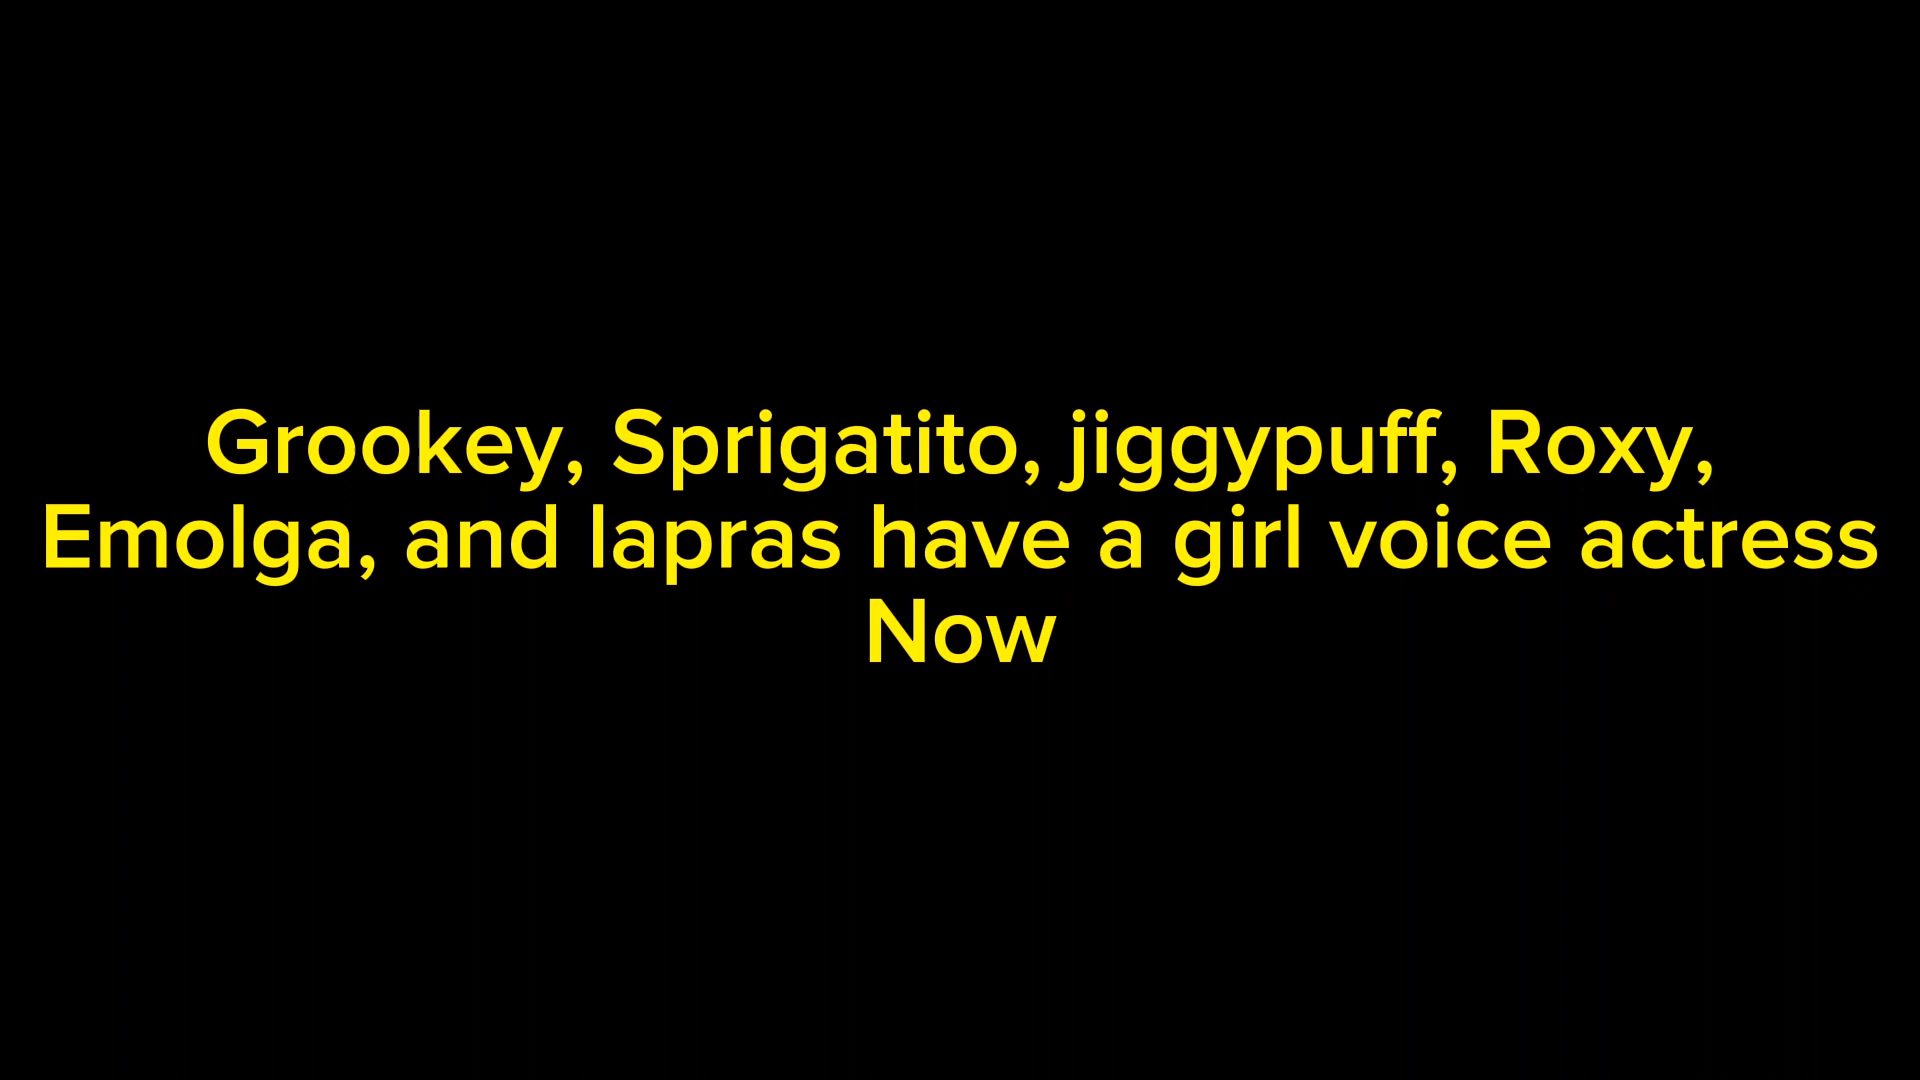 Grookey, Sprigatito, jiggypuff, Roxy,
Emolga, and lapras have a girl voice actress
Now